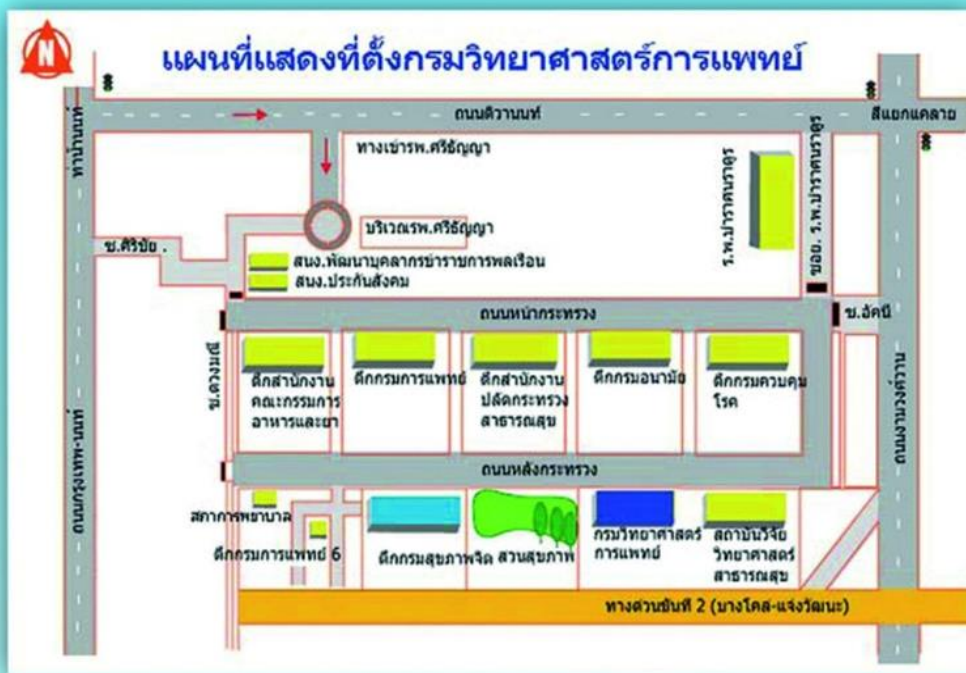 N
แผนที่แสดงที่ตั้งกรมวิทยาศาสตร์การแพทย์
ท่าน้ำนนท์
ถนนติวานนท์
สี่แยกแคลาย
ทางเข้ารพ.ศรีธัญญา
บริเวณรพ.ศรีธัญญา
ร.พ.บำราศนราดูร
ซอย ร.พ.บำราศนราดูร
ซ.ศิริชัย .
สนง.พัฒนาบุคลากรข้าราชการพลเรือน
สนง.ประกันสังคม
ถนนหน้ากระทรวง
ซ.อัคนี
ซ.ดวงมณี
ตึกสำนักงาน
คณะกรรมการ
อาหารและยา
ตึกกรมการแพทย์
ตึกสำนักงาน
ปลัดกระทรวง
สาธารณสุข
ตึกกรมอนามัย
ตึกกรมควบคุม
โรค
ถนนกรุงเทพ-นนท์
ถนนงามวงศ์วาน
ถนนหลังกระทรวง
สภาการพยาบาล
ตึกกรมการแพทย์ 6
ตึกกรมสุขภาพจิต
สวนสุขภาพ
กรมวิทยาศาสตร์
การแพทย์
สถาบันวิจัย
วิทยาศาสตร์
สาธารณสุข
ทางด่วนขั้นที่ 2 (บางโคล่-แจ้งวัฒนะ)